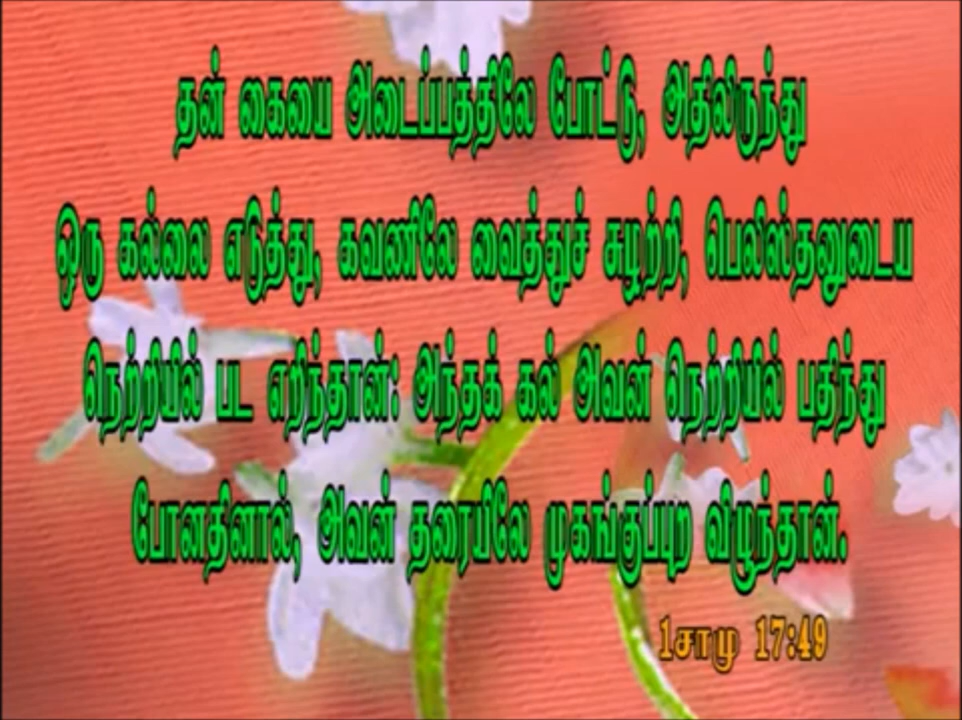 தன் கையை அடைப்பத்திலே போட்டு, அதிலிருந்து
ஒரு கல்லை எடுத்து, கவணிலே வைத்துச் சுழற்றி, பெலிஸ்தனுடைய
நெற்றியில் பட எறிந்தான்: அந்தக் கல் அவன் நெற்றியில் பதிந்து
போனதினால், அவன் தரையிலே முகங்குப்புற விழுந்தான்.
1சாமு 17:49